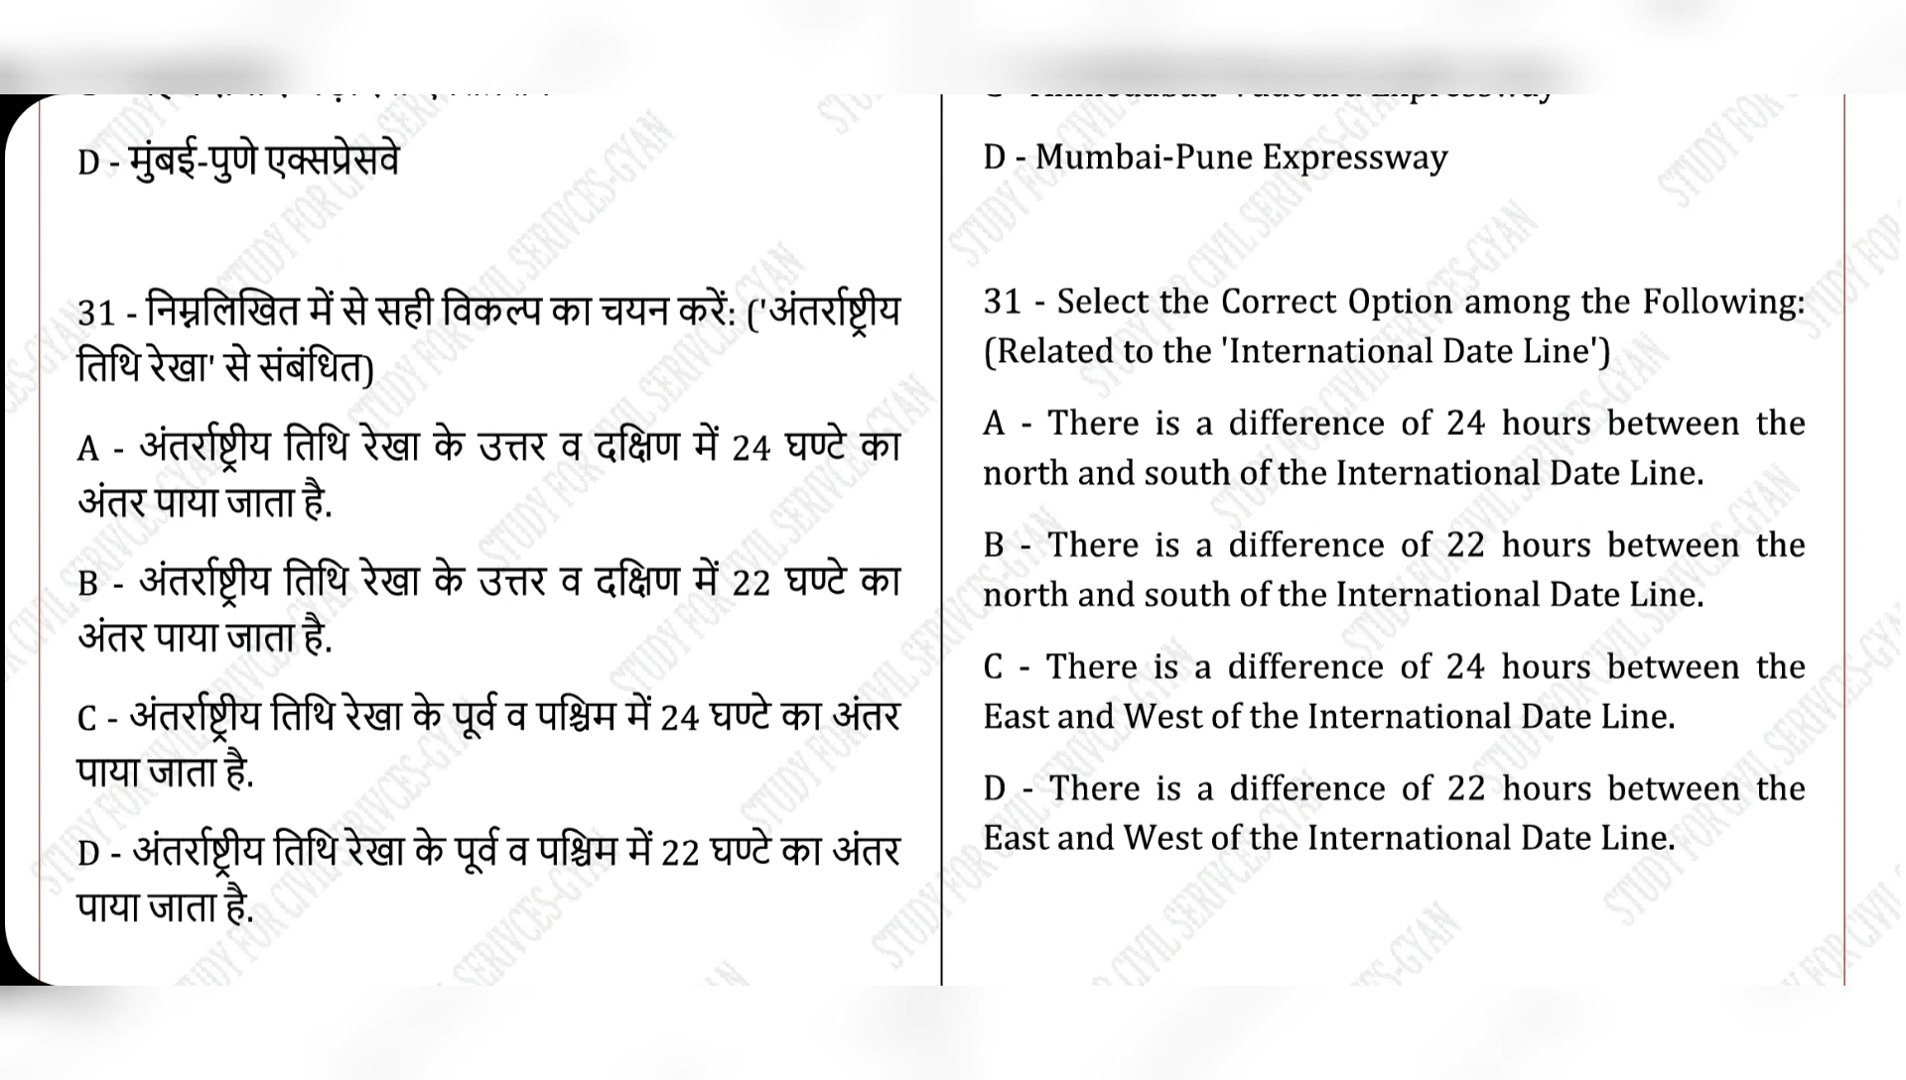 D - मुंबई-पुणे एक्सप्रेसवे
31 - निम्नलिखित में से सही विकल्प का चयन करें: ('अंतर्राष्ट्रीय
तिथि रेखा' से संबंधित)
A - अंतर्राष्ट्रीय तिथि रेखा के उत्तर व दक्षिण में 24 घण्टे का
अंतर पाया जाता है.
B - अंतर्राष्ट्रीय तिथि रेखा के उत्तर व दक्षिण में 22 घण्टे का
अंतर पाया जाता है.
C - अंतर्राष्ट्रीय तिथि रेखा के पूर्व व पश्चिम में 24 घण्टे का अंतर
पाया जाता है.
D - अंतर्राष्ट्रीय तिथि रेखा के पूर्व व पश्चिम में 22 घण्टे का अंतर
पाया जाता है.
D - Mumbai-Pune Expressway
31 - Select the Correct Option among the Following:
(Related to the 'International Date Line')
A - There is a difference of 24 hours between the
north and south of the International Date Line.
B - There is a difference of 22 hours between the
north and south of the International Date Line.
C - There is a difference of 24 hours between the
East and West of the International Date Line.
D - There is a difference of 22 hours between the
East and West of the International Date Line.
STUDY FOR CIVIL SERIVCES-GYAN